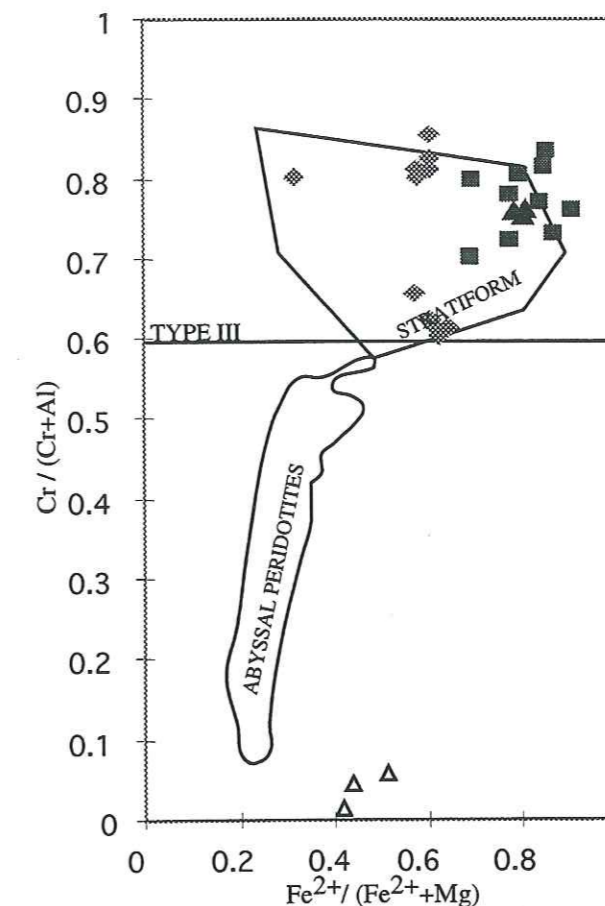 1
0.9
0.8
0.7
STRATIFORM
TYPE III
0.6
0.5
0.4
0.3
0.2
0.1
0
Cr / (Cr+Al)
ABYSSAL PERIDOTITES
0 0.2 0.4 0.6 0.8
Fe²⁺/ (Fe²⁺+Mg)